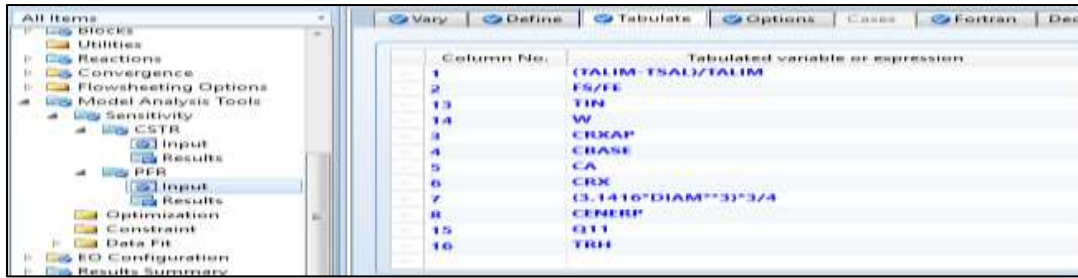 All Items
Blocks
Utilities
Reactions
Convergence
Flowsheeting Options
Model Analysis Tools
Sensitivity
CSTR
Input
Results
PFR
Input
Results
Optimization
Constraint
Data Fit
EO Configuration
Results Summary
Vary Define Tabulate Options Cases Fortran Dec
Column No. Tabulated variable or expression
1 (TALIM-TSAL)/TALIM
2 FS/FE
13 TIN
14 W
3 CRXAP
4 CBASE
5 CA
6 CRX
7 (3.1416*DIAM**3)*3/4
8 CENERP
15 Q11
16 TRH